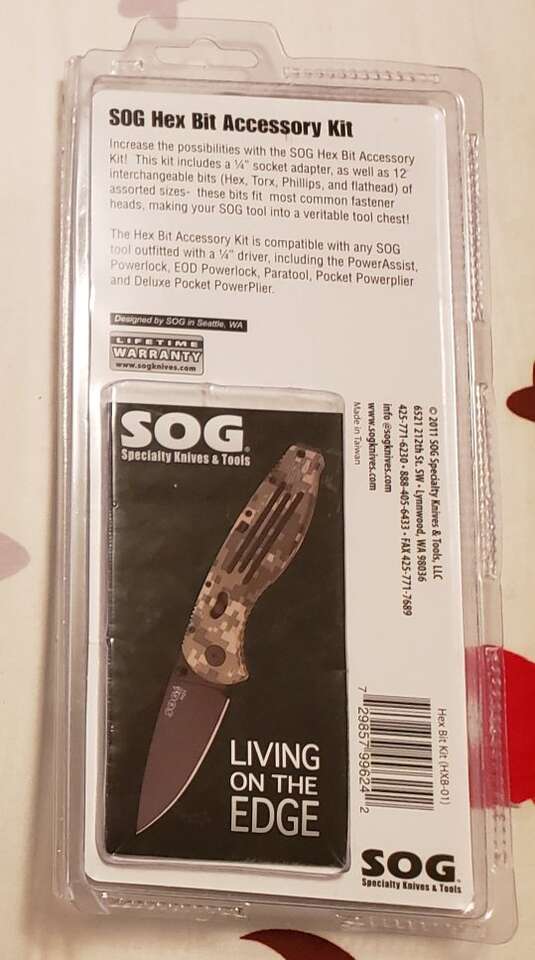 SOG Hex Bit Accessory Kit
Increase the possibilities with the SOG Hex Bit Accessory
Kit! This kit includes a ¼" socket adapter, as well as 12
interchangeable bits (Hex, Torx, Phillips, and flathead) of
assorted sizes- these bits fit most common fastener
heads, making your SOG tool into a veritable tool chest!
The Hex Bit Accessory Kit is compatible with any SOG
tool outfitted with a ¼" driver, including the PowerAssist,
Powerlock, EOD Powerlock, Paratool, Pocket Powerplier
and Deluxe Pocket PowerPlier.
Designed by SOG in Seattle, WA
LIFETIME
WARRANTY
www.sogknives.com
SOG
Specialty Knives & Tools
LIVING
ON THE
EDGE
© 2011 SOG Specialty Knives & Tools, LLC
6521 212th St. SW • Lynnwood, WA 98036
425-771-6230 • 888-405-6433 • FAX 425-771-7689
info@sogknives.com
www.sogknives.com
Made in Taiwan
Hex Bit Kit (HXB-01)
7 29857 99624 2
SOG
Specialty Knives & Tools